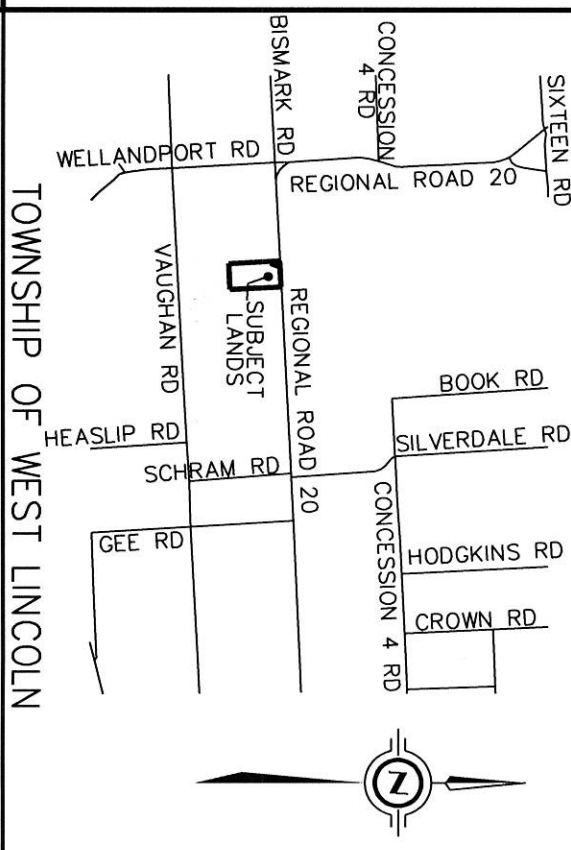 SIXTEEN RD
CONCESSION
4 RD
BISMARK RD
WELLANDPORT RD
REGIONAL ROAD 20
VAUGHAN RD
SUBJECT
LANDS
REGIONAL ROAD 20
BOOK RD
SILVERDALE RD
HEASLIP RD
SCHRAM RD
CONCESSION 4 RD
GEE RD
HODGKINS RD
CROWN RD
N
TOWNSHIP OF WEST LINCOLN